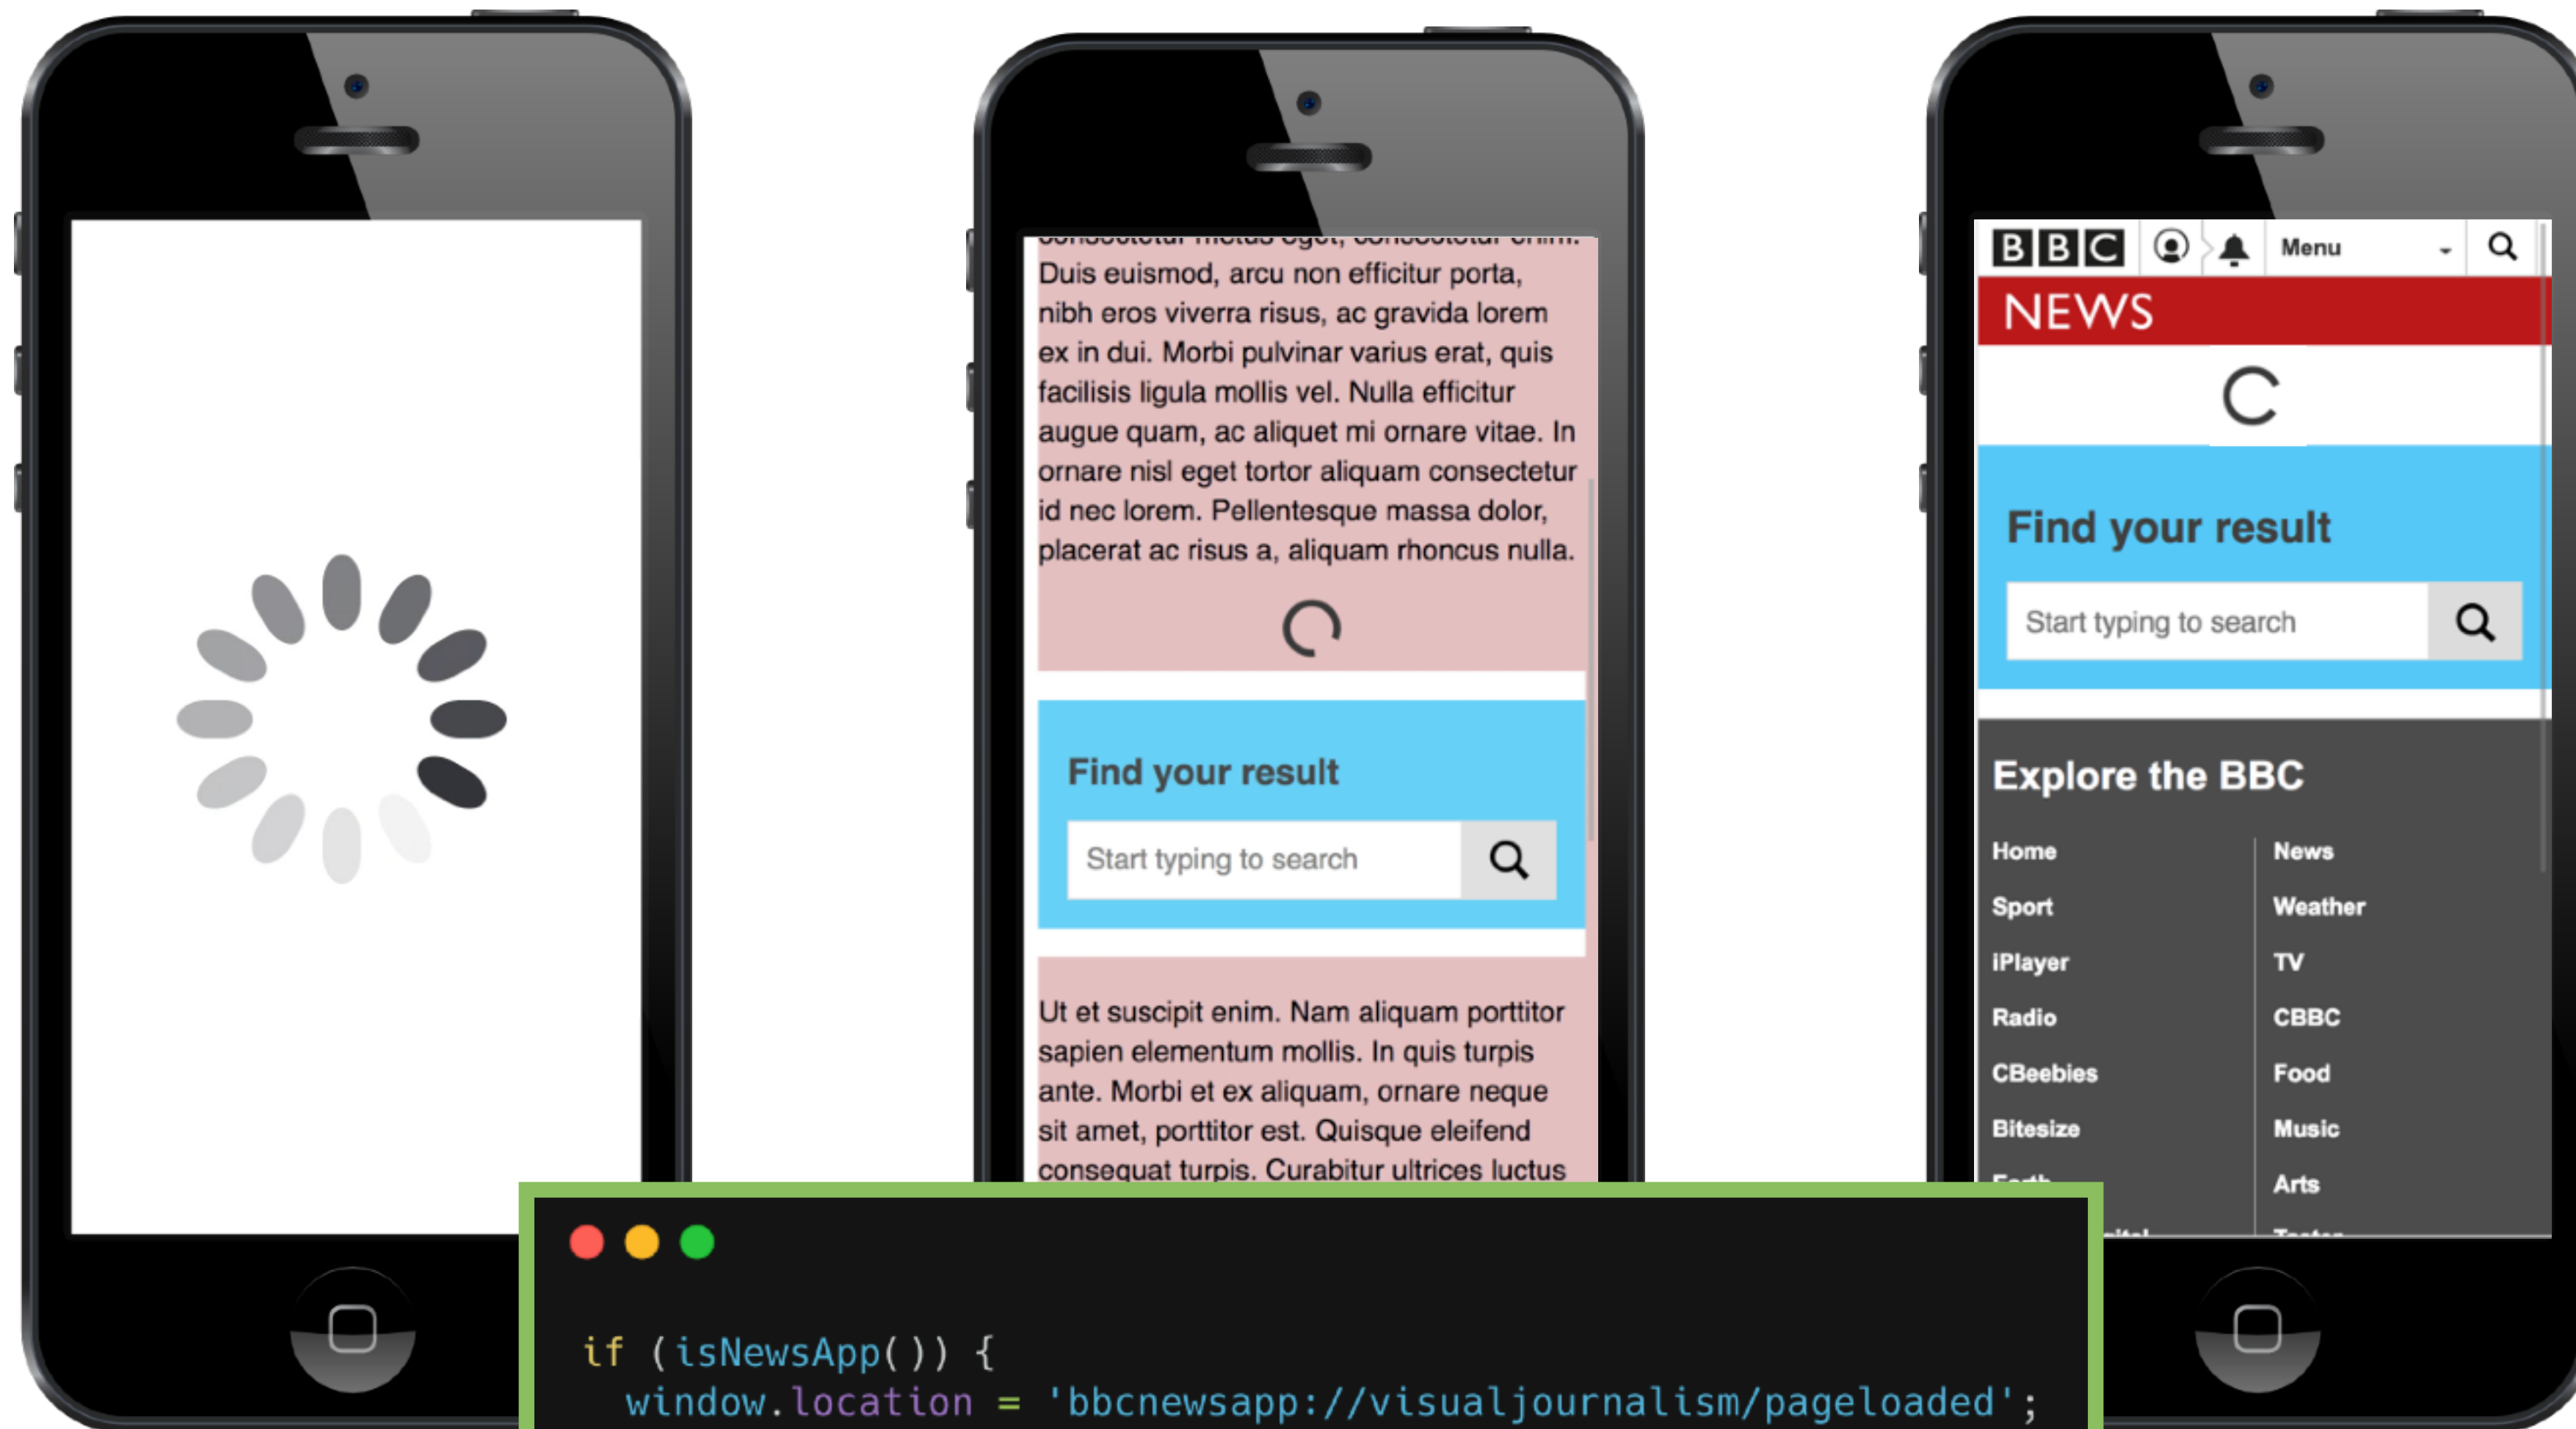 consectetur metus eget, consectetur enim.
Duis euismod, arcu non efficitur porta,
nibh eros viverra risus, ac gravida lorem
ex in dui. Morbi pulvinar varius erat, quis
facilisis ligula mollis vel. Nulla efficitur
augue quam, ac aliquet mi ornare vitae. In
ornare nisl eget tortor aliquam consectetur
id nec lorem. Pellentesque massa dolor,
placerat ac risus a, aliquam rhoncus nulla.
Find your result
Start typing to search
Ut et suscipit enim. Nam aliquam porttitor
sapien elementum mollis. In quis turpis
ante. Morbi et ex aliquam, ornare neque
sit amet, porttitor est. Quisque eleifend
consequat turpis. Curabitur ultrices luctus
BBC
Menu
NEWS
Find your result
Start typing to search
Explore the BBC
Home
News
Sport
Weather
iPlayer
TV
Radio
CBBC
CBeebies
Food
Bitesize
Music
Arts
if (isNewsApp()) {
window.location = 'bbcnewsapp://visualjournalism/pageloaded';